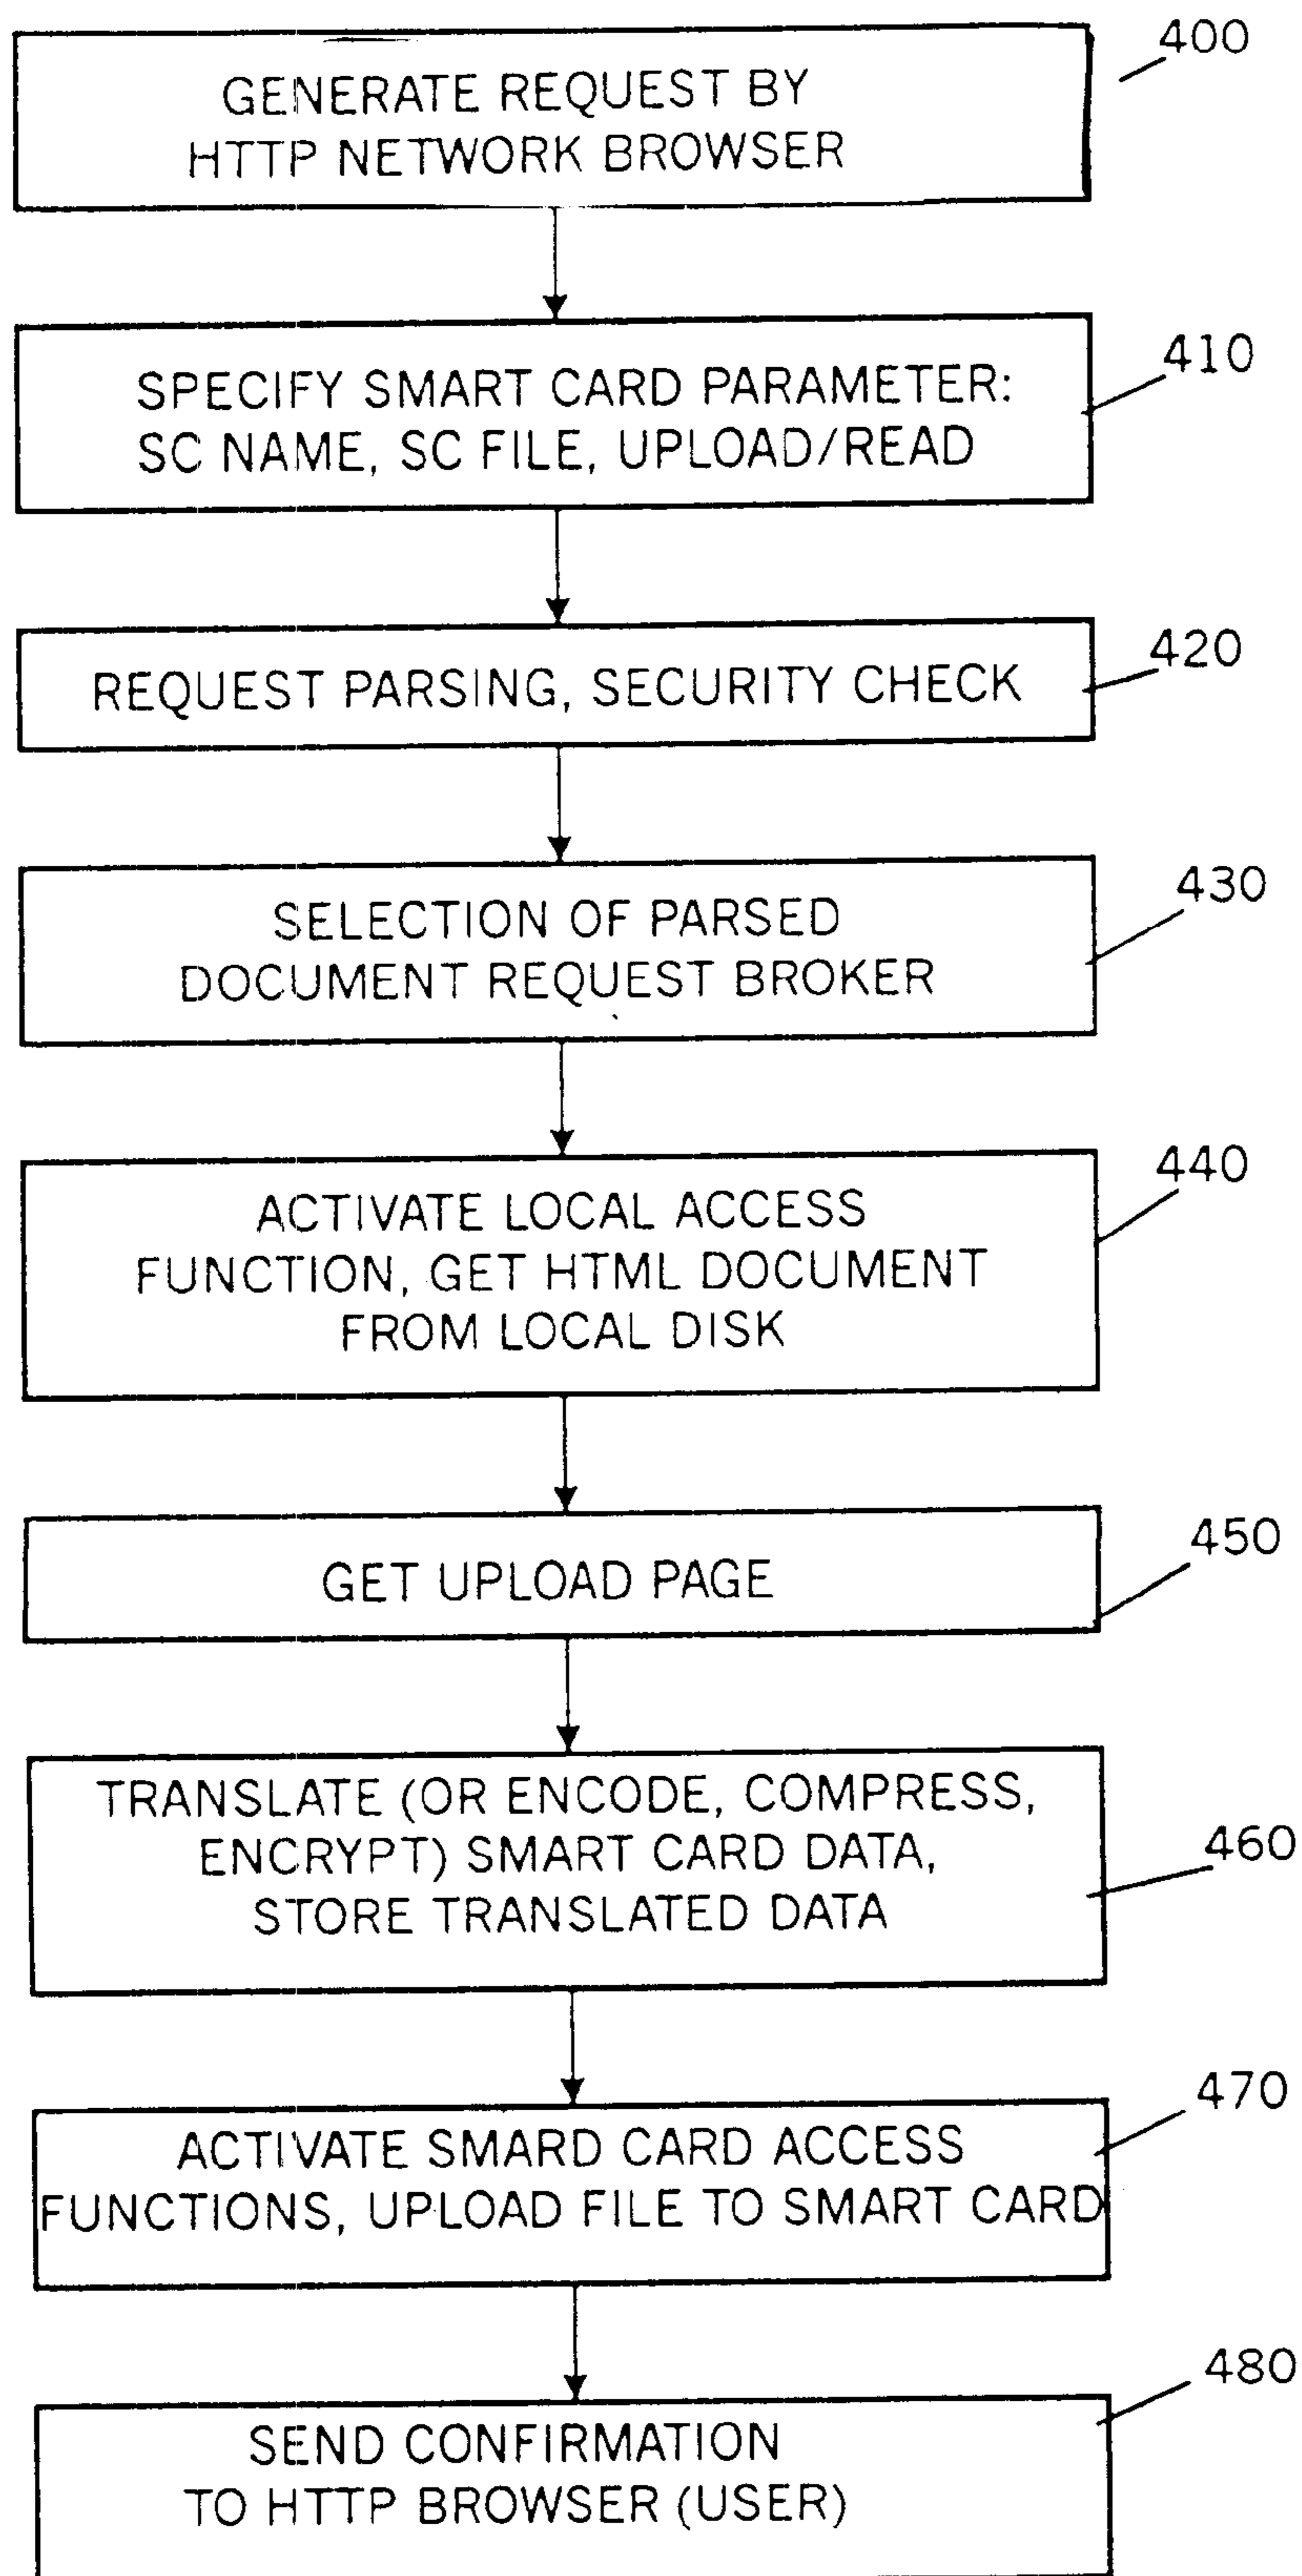 400
GENERATE REQUEST BY
HTTP NETWORK BROWSER
410
SPECIFY SMART CARD PARAMETER:
SC NAME, SC FILE, UPLOAD/READ
420
REQUEST PARSING, SECURITY CHECK
430
SELECTION OF PARSED
DOCUMENT REQUEST BROKER
440
ACTIVATE LOCAL ACCESS
FUNCTION, GET HTML DOCUMENT
FROM LOCAL DISK
450
GET UPLOAD PAGE
TRANSLATE (OR ENCODE, COMPRESS,
ENCRYPT) SMART CARD DATA,
STORE TRANSLATED DATA
460
470
ACTIVATE SMARD CARD ACCESS
FUNCTIONS, UPLOAD FILE TO SMART CARD
480
SEND CONFIRMATION
TO HTTP BROWSER (USER)